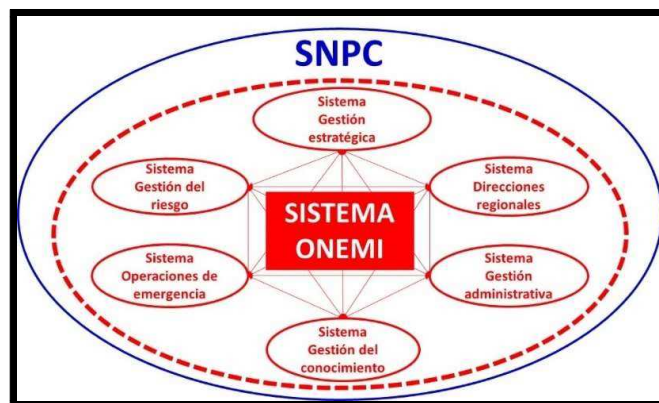 SNPC
Sistema
Gestión
estratégica
Sistema
Gestión del
riesgo
Sistema
Direcciones
regionales
SISTEMA
ONEMI
Sistema
Operaciones de
emergencia
Sistema
Gestión
administrativa
Sistema
Gestión del
conocimiento